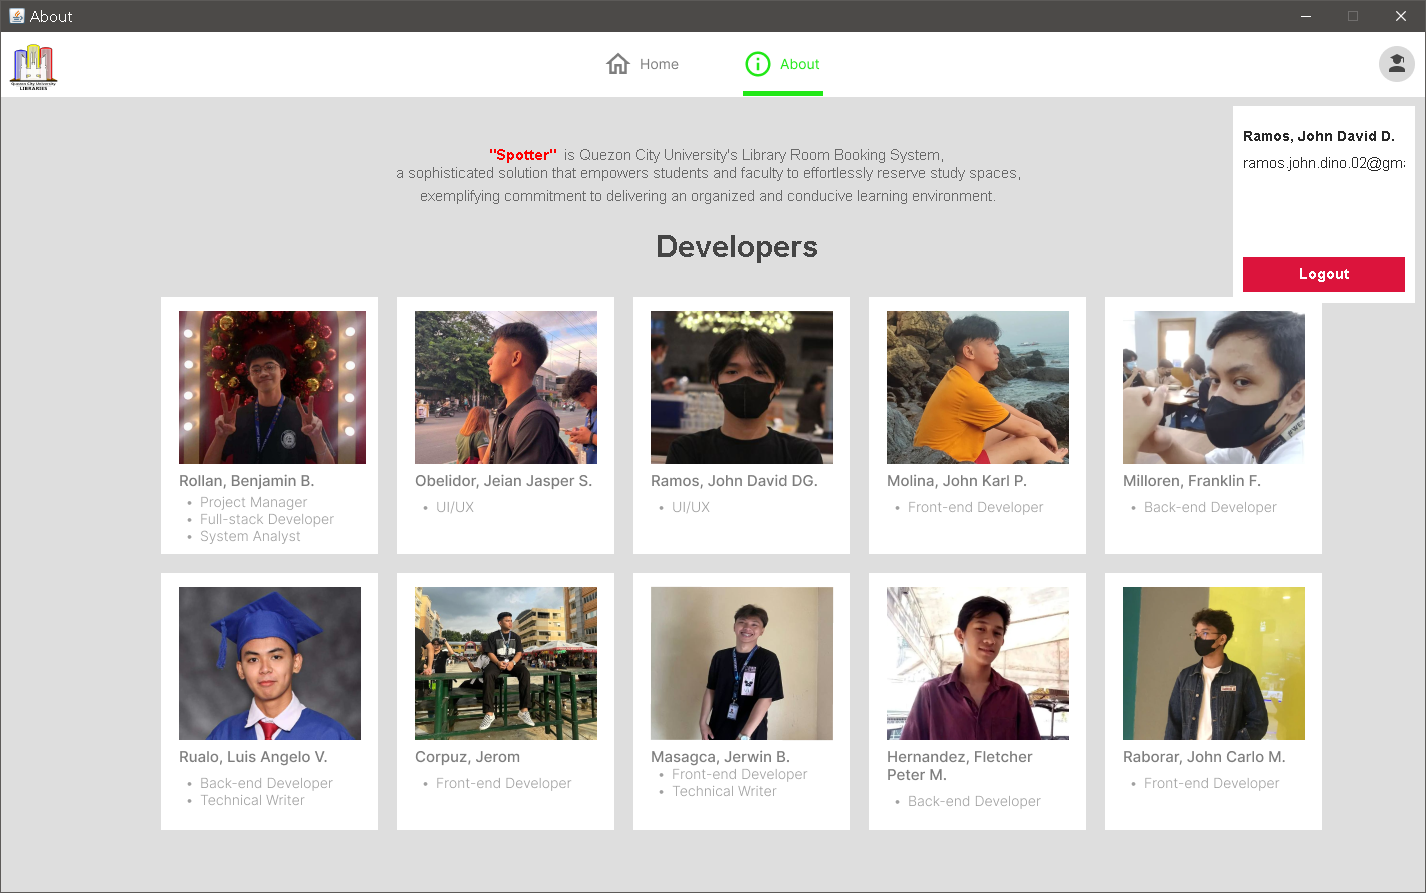 About
Quezon City University
LIBRARIES
Home
About
Ramos, John David D.
ramos.john.dino.02@gm
Logout
"Spotter" is Quezon City University's Library Room Booking System,
a sophisticated solution that empowers students and faculty to effortlessly reserve study spaces,
exemplifying commitment to delivering an organized and conducive learning environment.
Developers
Rollan, Benjamin B.
• Project Manager
• Full-stack Developer
• System Analyst
Obelidor, Jeian Jasper S.
• UI/UX
Ramos, John David DG.
• UI/UX
Molina, John Karl P.
• Front-end Developer
Milloren, Franklin F.
• Back-end Developer
Rualo, Luis Angelo V.
• Back-end Developer
• Technical Writer
Corpuz, Jerom
• Front-end Developer
Masagca, Jerwin B.
• Front-end Developer
• Technical Writer
Hernandez, Fletcher
Peter M.
• Back-end Developer
Raborar, John Carlo M.
• Front-end Developer